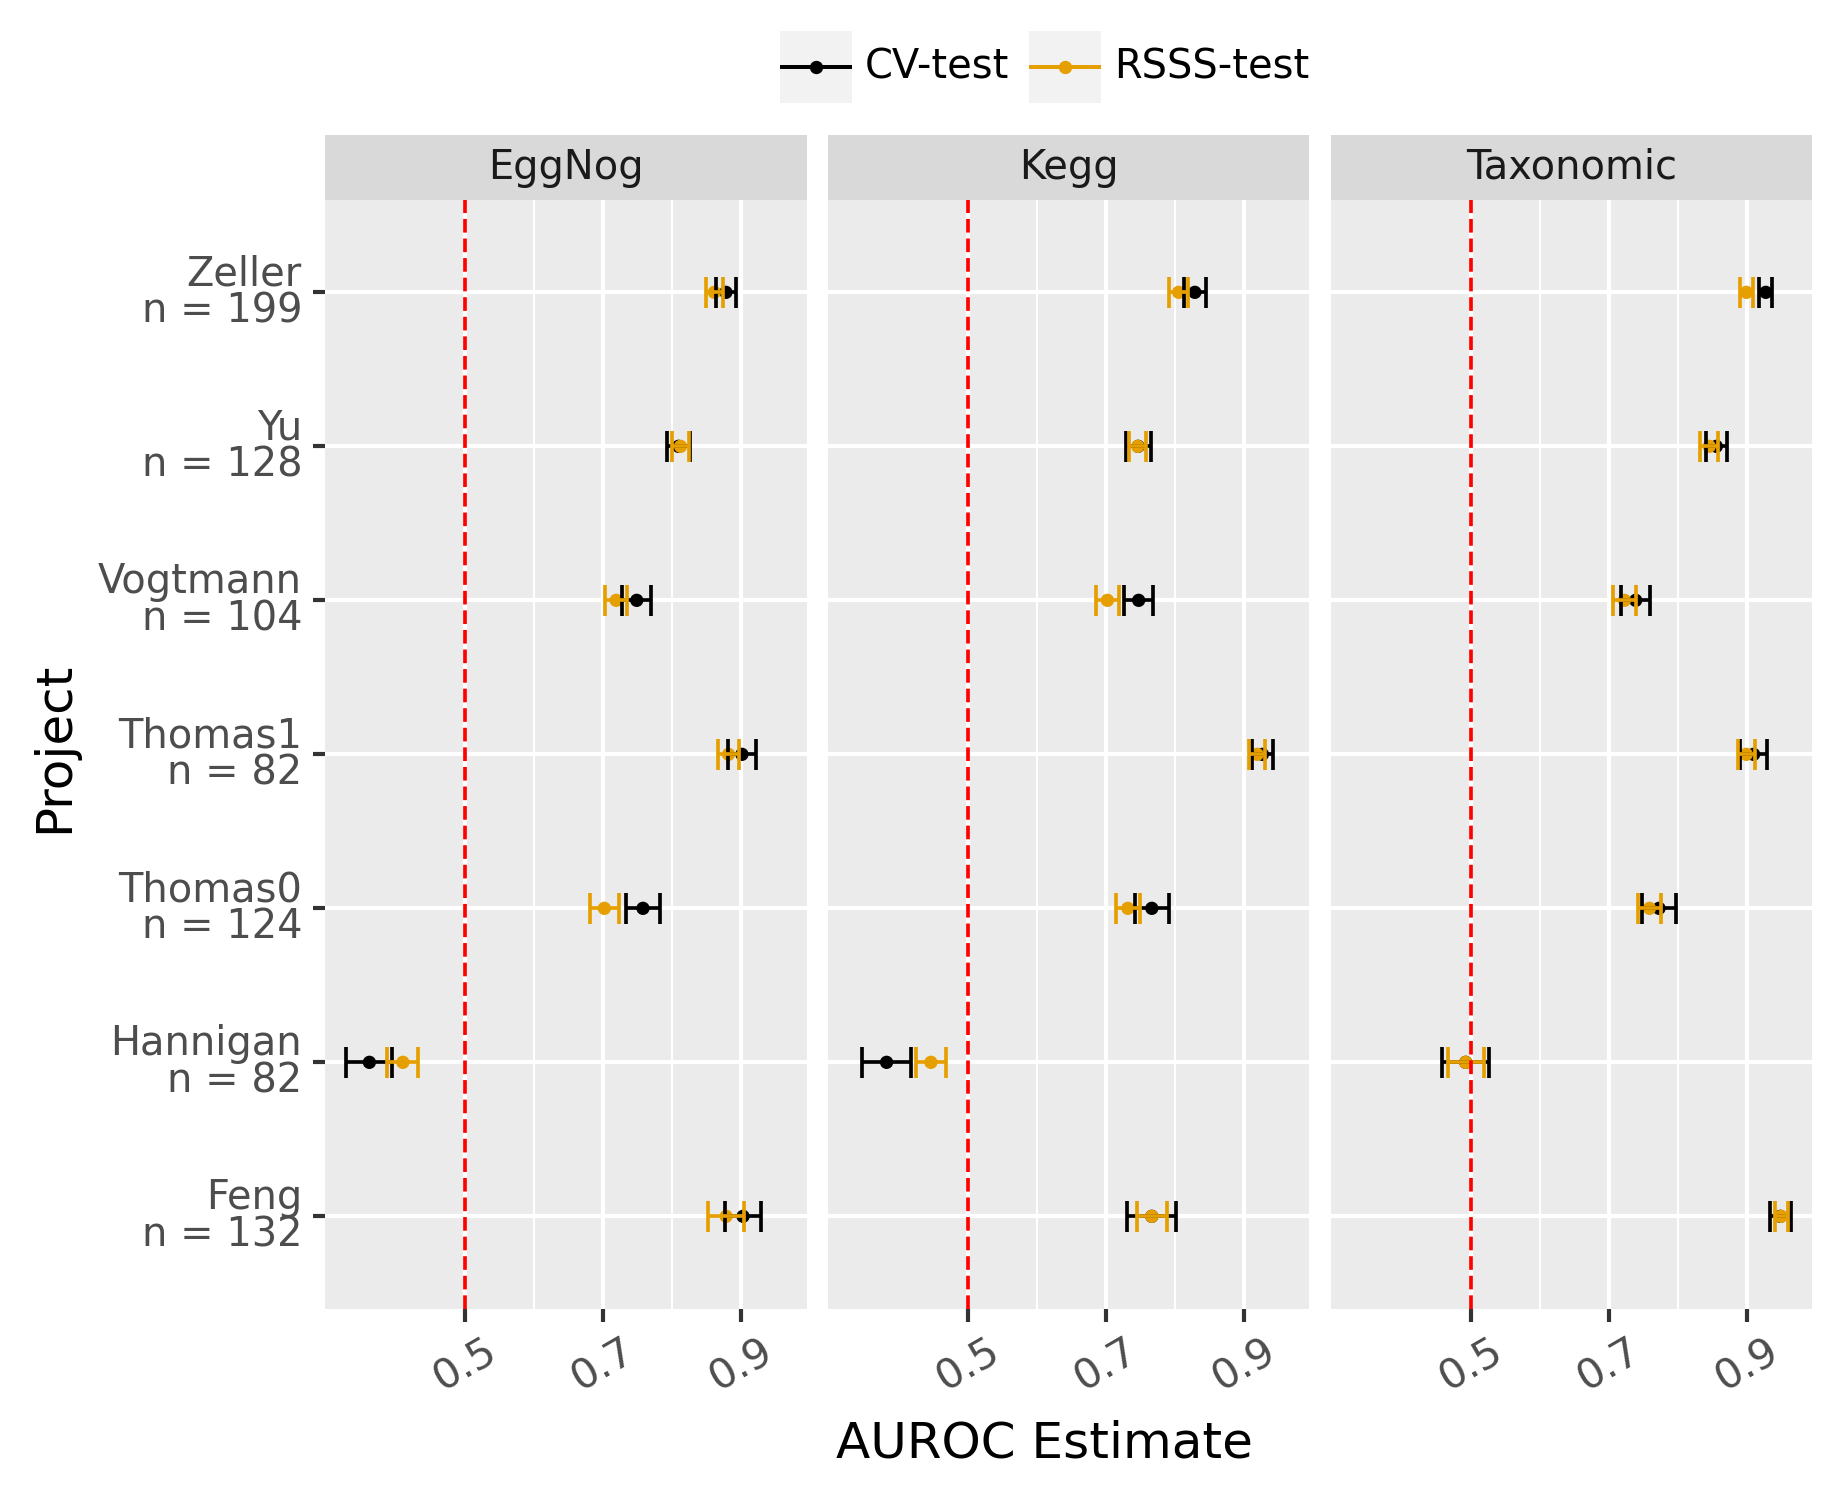 CV-test RSSS-test
EggNog Kegg Taxonomic
Project
Zeller
n = 199
Yu
n = 128
Vogtmann
n = 104
Thomas1
n = 82
Thomas0
n = 124
Hannigan
n = 82
Feng
n = 132
0.5 0.7 0.9 0.5 0.7 0.9 0.5 0.7 0.9
AUROC Estimate